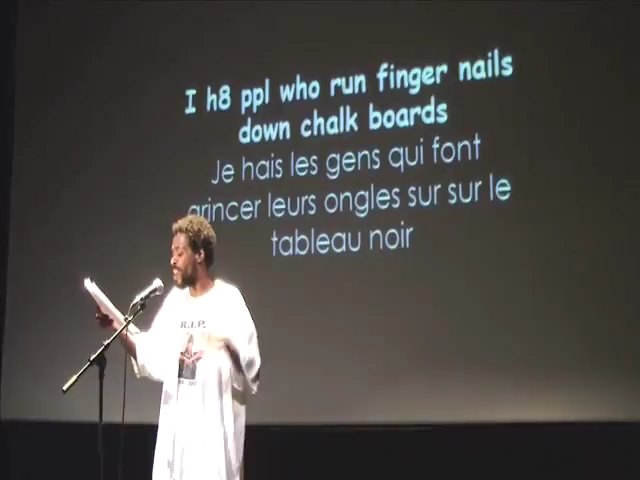 I h8 ppl who run finger nails
down chalk boards
Je hais les gens qui font
grincer leurs ongles sur sur le
tableau noir
R.I.P.